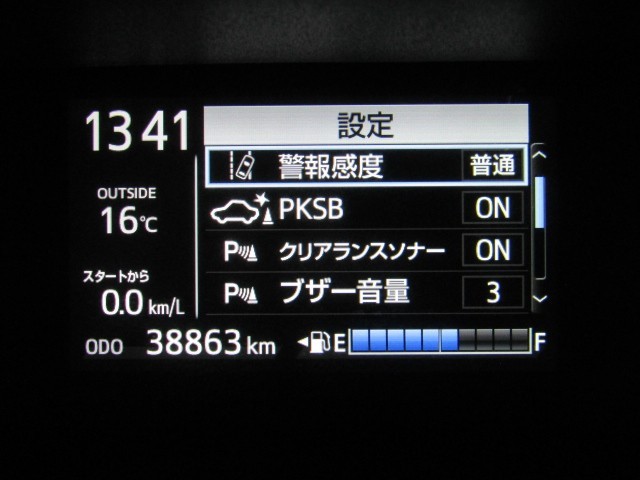 13 41
設定
警報感度 普通
OUTSIDE
16℃
PKSB ON
P クリアランスソナー ON
スタートから
0.0 km/L
P ブザー音量 3
ODO 38863 km
E F